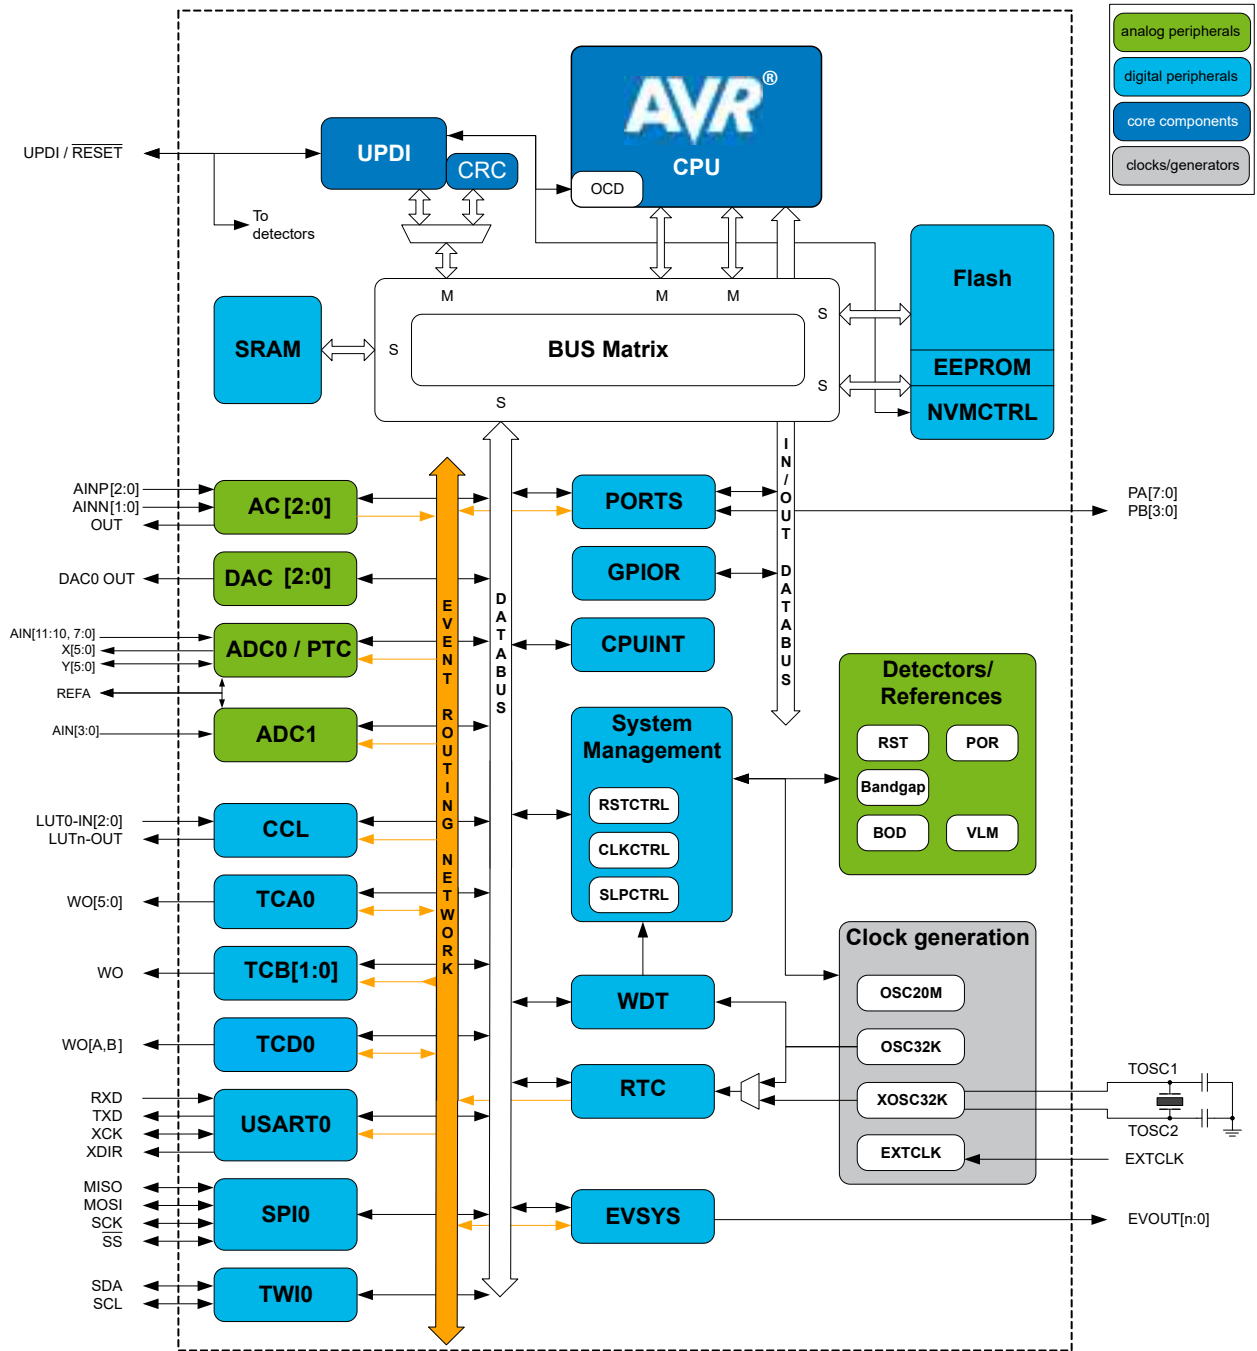 analog peripherals
digital peripherals
core components
clocks/generators
AVR®
CPU
OCD
UPDI
CRC
UPDI / RESET
To
detectors
M
M
M
S
S
S
S
BUS Matrix
SRAM
Flash
EEPROM
NVMCTRL
IN/OUT DATABUS
DATABUS
EVENT ROUTING NETWORK
AINP[2:0]
AINN[1:0]
OUT
AC [2:0]
DAC0 OUT
DAC [2:0]
AIN[11:10, 7:0]
X[5:0]
Y[5:0]
ADC0 / PTC
REFA
AIN[3:0]
ADC1
LUT0-IN[2:0]
LUTn-OUT
CCL
WO[5:0]
TCA0
WO
TCB[1:0]
WO[A,B]
TCD0
RXD
TXD
XCK
XDIR
USART0
MISO
MOSI
SCK
SS
SPI0
SDA
SCL
TWI0
PORTS
PA[7:0]
PB[3:0]
GPIOR
CPUINT
System
Management
RSTCTRL
CLKCTRL
SLPCTRL
WDT
RTC
EVSYS
EVOUT[n:0]
Detectors/
References
RST
POR
Bandgap
BOD
VLM
Clock generation
OSC20M
OSC32K
XOSC32K
EXTCLK
TOSC1
TOSC2
EXTCLK